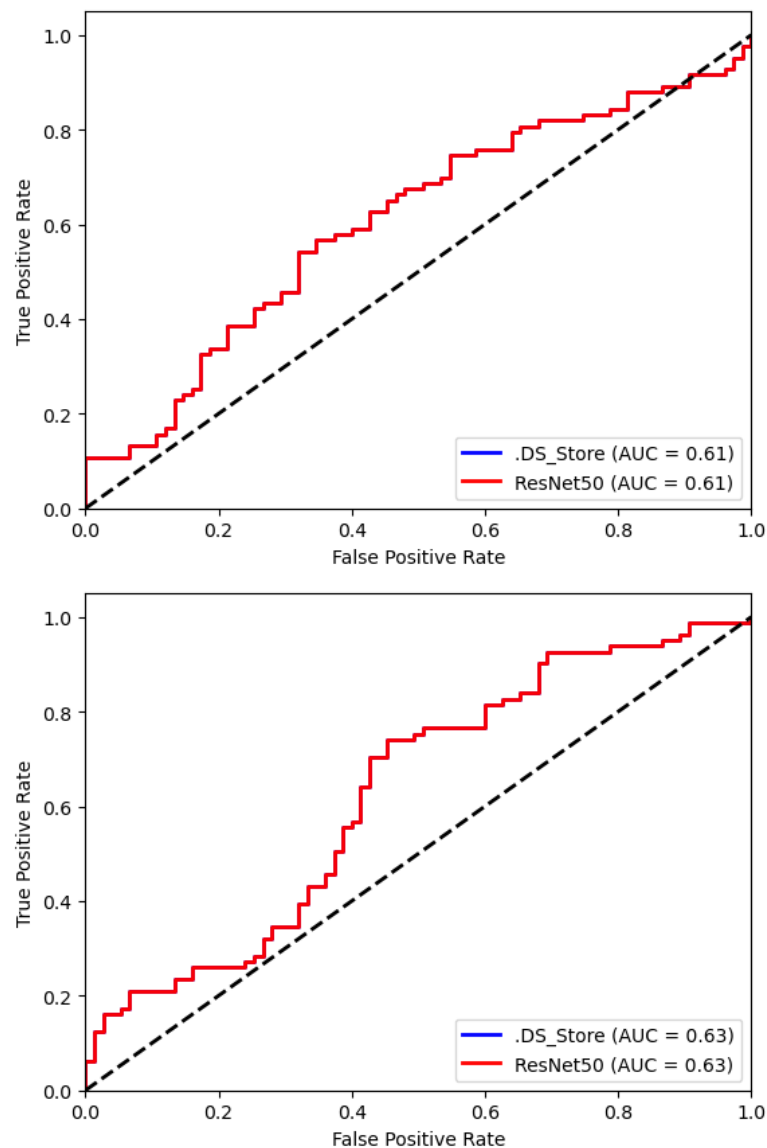 1.0
0.8
0.6
0.4
0.2
0.0
True Positive Rate
.DS_Store (AUC = 0.61)
ResNet50 (AUC = 0.61)
0.0 0.2 0.4 0.6 0.8 1.0
False Positive Rate
1.0
0.8
0.6
0.4
0.2
0.0
True Positive Rate
.DS_Store (AUC = 0.63)
ResNet50 (AUC = 0.63)
0.0 0.2 0.4 0.6 0.8 1.0
False Positive Rate